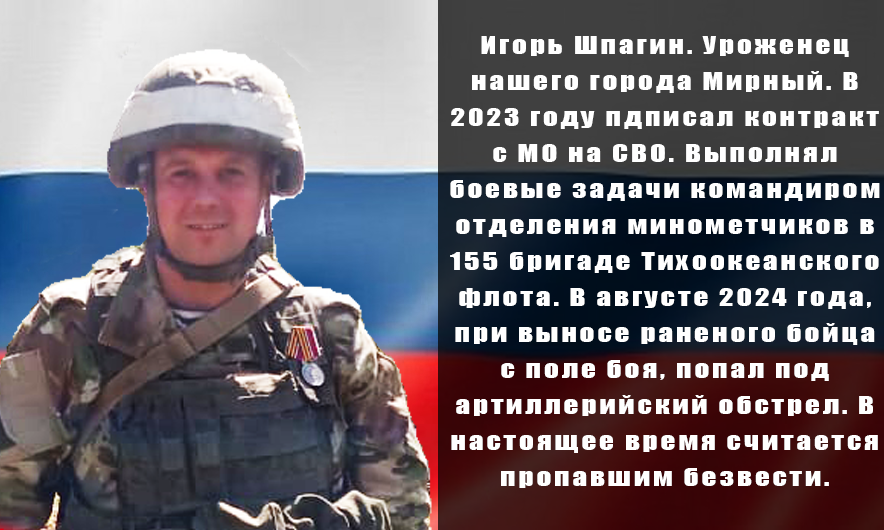 Игорь Шпагин. Уроженец
нашего города Мирный. В
2023 году пдписал контракт
с МО на СВО. Выполнял
боевые задачи командиром
отделения минометчиков в
155 бригаде Тихоокеанского
флота. В августе 2024 года,
при выносе раненого бойца
с поле боя, попал под
артиллерийский обстрел. В
настоящее время считается
пропавшим безвести.